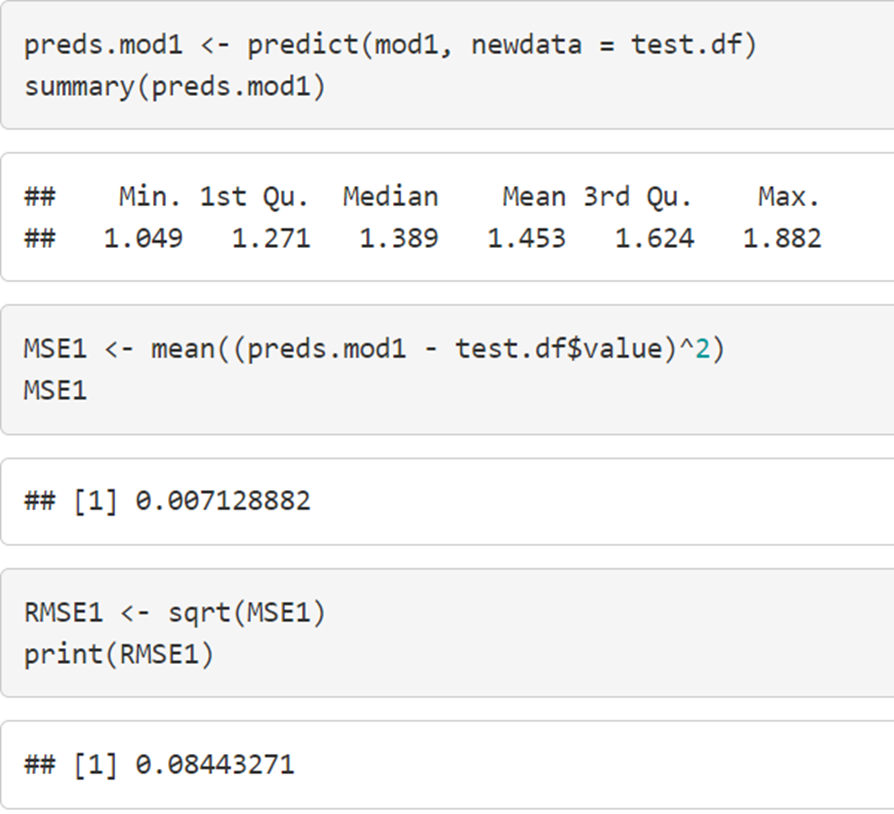 preds.mod1 <- predict(mod1, newdata = test.df)
summary(preds.mod1)
##    Min. 1st Qu.  Median    Mean 3rd Qu.    Max.
##   1.049   1.271   1.389   1.453   1.624   1.882
MSE1 <- mean((preds.mod1 - test.df$value)^2)
MSE1
## [1] 0.007128882
RMSE1 <- sqrt(MSE1)
print(RMSE1)
## [1] 0.08443271